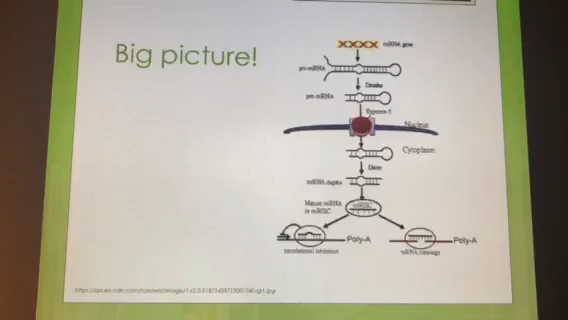 Big picture!
miRNA gene
pri-miRNA
Drosha
pre-miRNA
Exportin-5
Nucleus
Cytoplasm
Dicer
miRNA duplex
Mature miRNA
in miRISC
miRISC
Poly-A
Poly-A
translational inhibition
mRNA cleavage